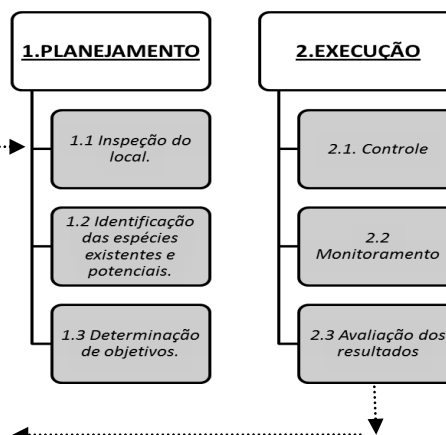 1.PLANEJAMENTO
1.1 Inspeção do
local.
1.2 Identificação
das espécies
existentes e
potenciais.
1.3 Determinação
de objetivos.
2.EXECUÇÃO
2.1. Controle
2.2
Monitoramento
2.3 Avaliação dos
resultados